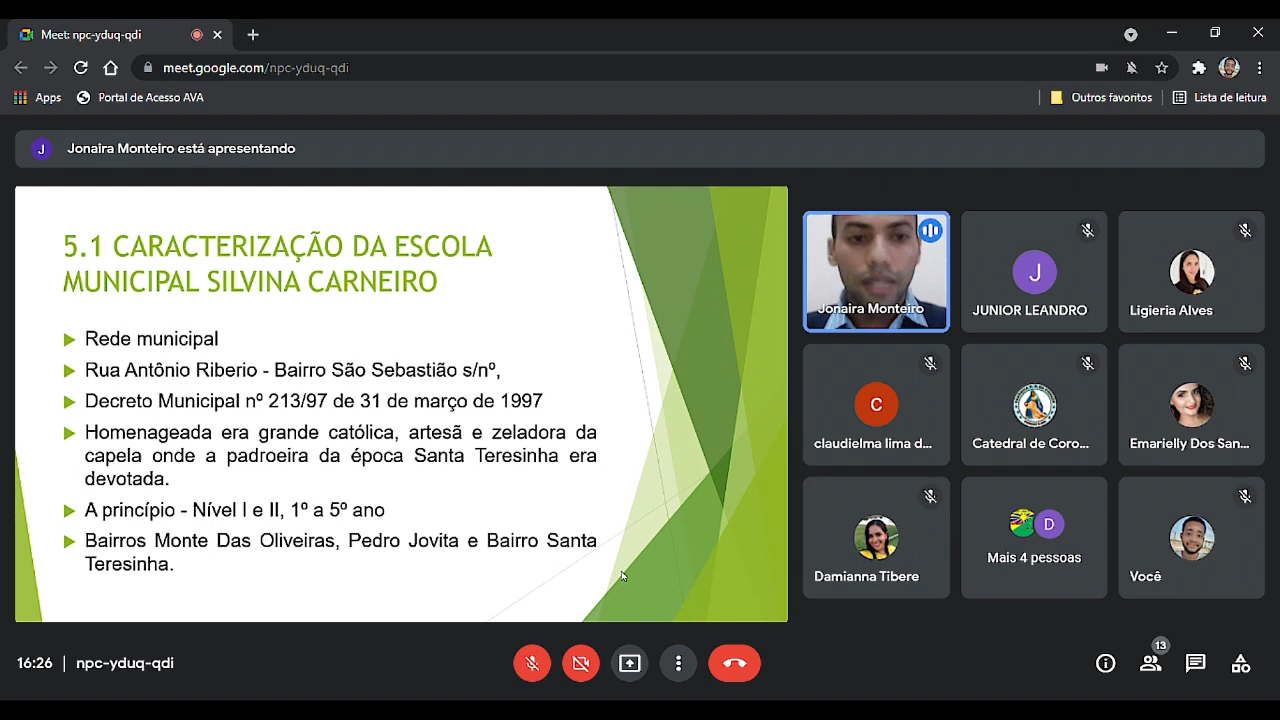 Meet: npc-yduq-qdi
meet.google.com/npc-yduq-qdi
Apps
Portal de Acesso AVA
Outros favoritos
Lista de leitura
J
Jonaira Monteiro está apresentando
5.1 CARACTERIZAÇÃO DA ESCOLA
MUNICIPAL SILVINA CARNEIRO
Rede municipal
Rua Antônio Riberio - Bairro São Sebastião s/nº,
Decreto Municipal nº 213/97 de 31 de março de 1997
Homenageada era grande católica, artesã e zeladora da
capela onde a padroeira da época Santa Teresinha era
devotada.
A princípio - Nível I e II, 1º a 5º ano
Bairros Monte Das Oliveiras, Pedro Jovita e Bairro Santa
Teresinha.
Jonaira Monteiro
J
JUNIOR LEANDRO
Ligieria Alves
C
claudielma lima d...
Catedral de Coro...
Emarielly Dos San...
Damianna Tibere
D
Mais 4 pessoas
Você
16:26 | npc-yduq-qdi
13